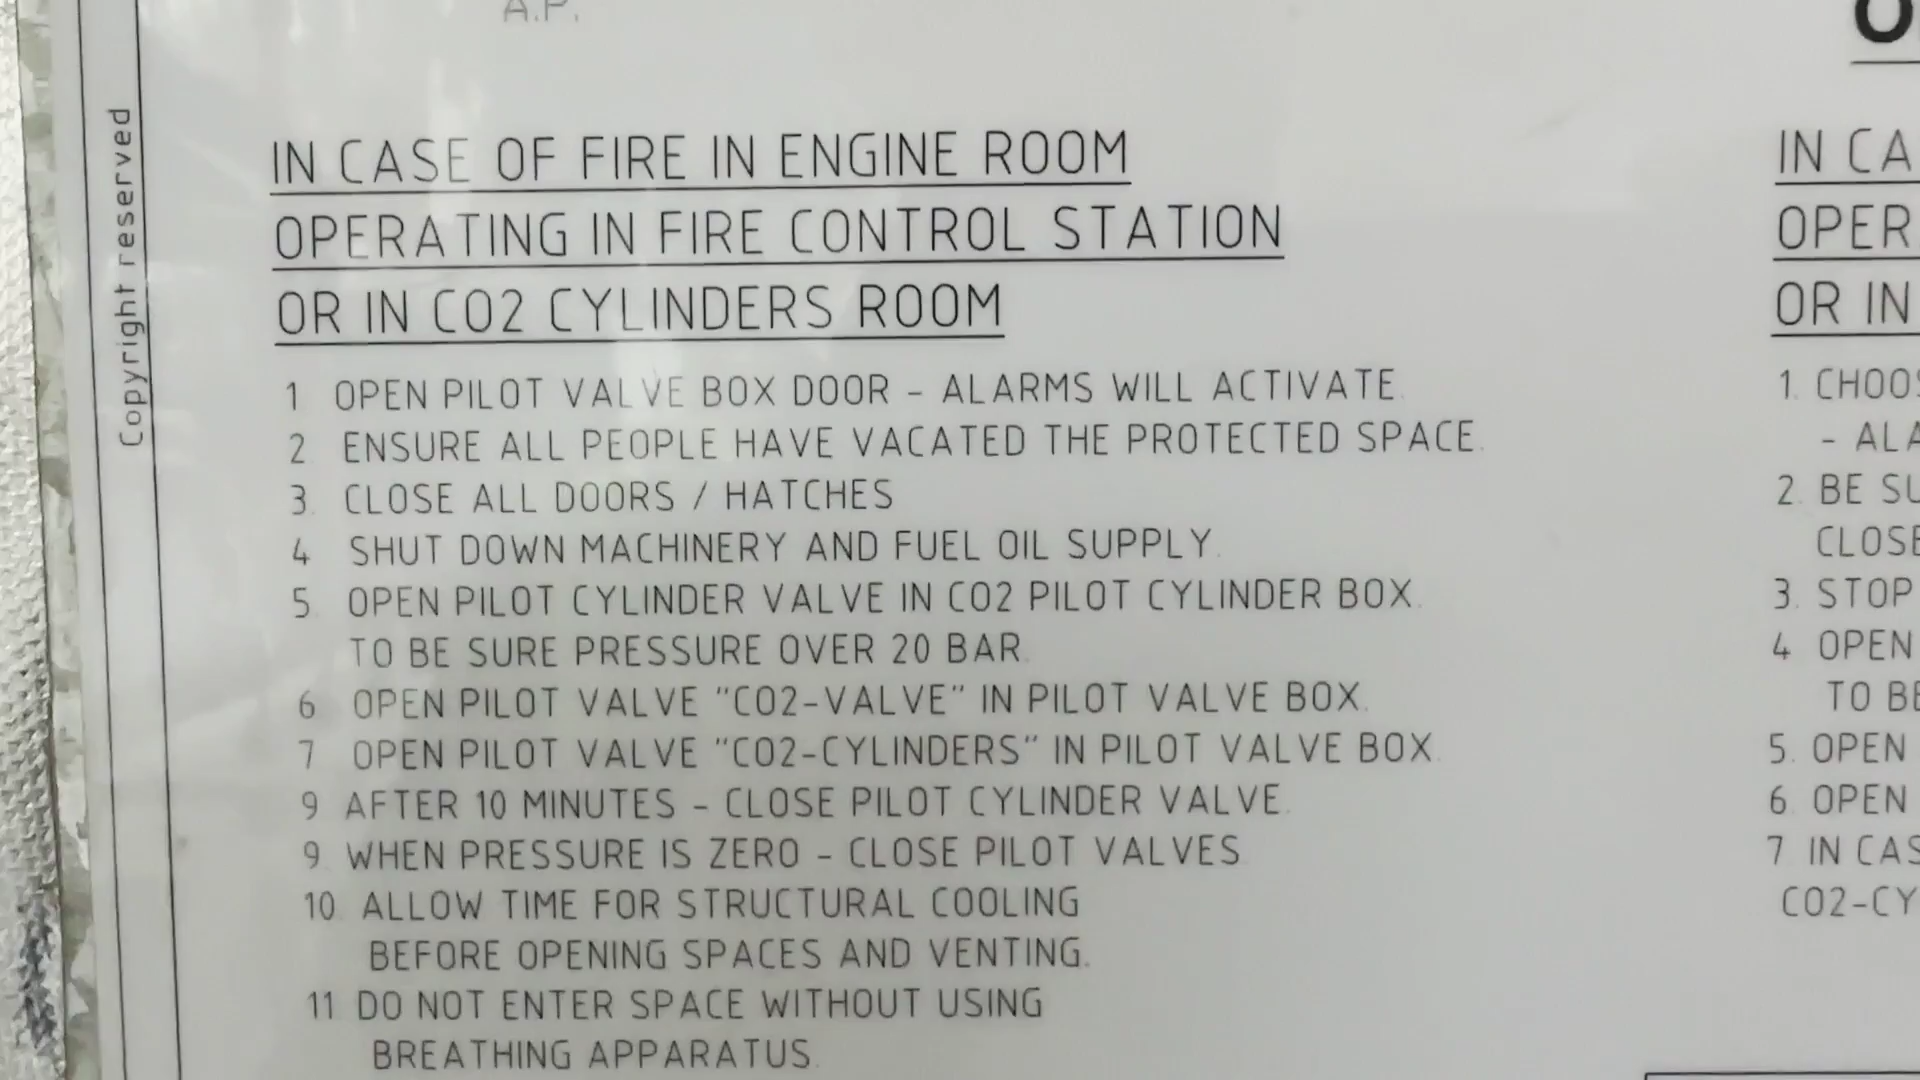 A.P.
Copyright reserved
IN CASE OF FIRE IN ENGINE ROOM
OPERATING IN FIRE CONTROL STATION
OR IN CO2 CYLINDERS ROOM
1 OPEN PILOT VALVE BOX DOOR - ALARMS WILL ACTIVATE.
2 ENSURE ALL PEOPLE HAVE VACATED THE PROTECTED SPACE.
3. CLOSE ALL DOORS / HATCHES
4 SHUT DOWN MACHINERY AND FUEL OIL SUPPLY.
5. OPEN PILOT CYLINDER VALVE IN CO2 PILOT CYLINDER BOX.
TO BE SURE PRESSURE OVER 20 BAR.
6 OPEN PILOT VALVE "CO2-VALVE" IN PILOT VALVE BOX.
7 OPEN PILOT VALVE "CO2-CYLINDERS" IN PILOT VALVE BOX.
9 AFTER 10 MINUTES - CLOSE PILOT CYLINDER VALVE.
9. WHEN PRESSURE IS ZERO - CLOSE PILOT VALVES
10. ALLOW TIME FOR STRUCTURAL COOLING
BEFORE OPENING SPACES AND VENTING.
11 DO NOT ENTER SPACE WITHOUT USING
BREATHING APPARATUS.
IN CA
OPER
OR IN
1. CHOOS
- ALA
2. BE SU
CLOSE
3. STOP
4 OPEN
TO BE
5. OPEN
6. OPEN
7 IN CAS
CO2-CY